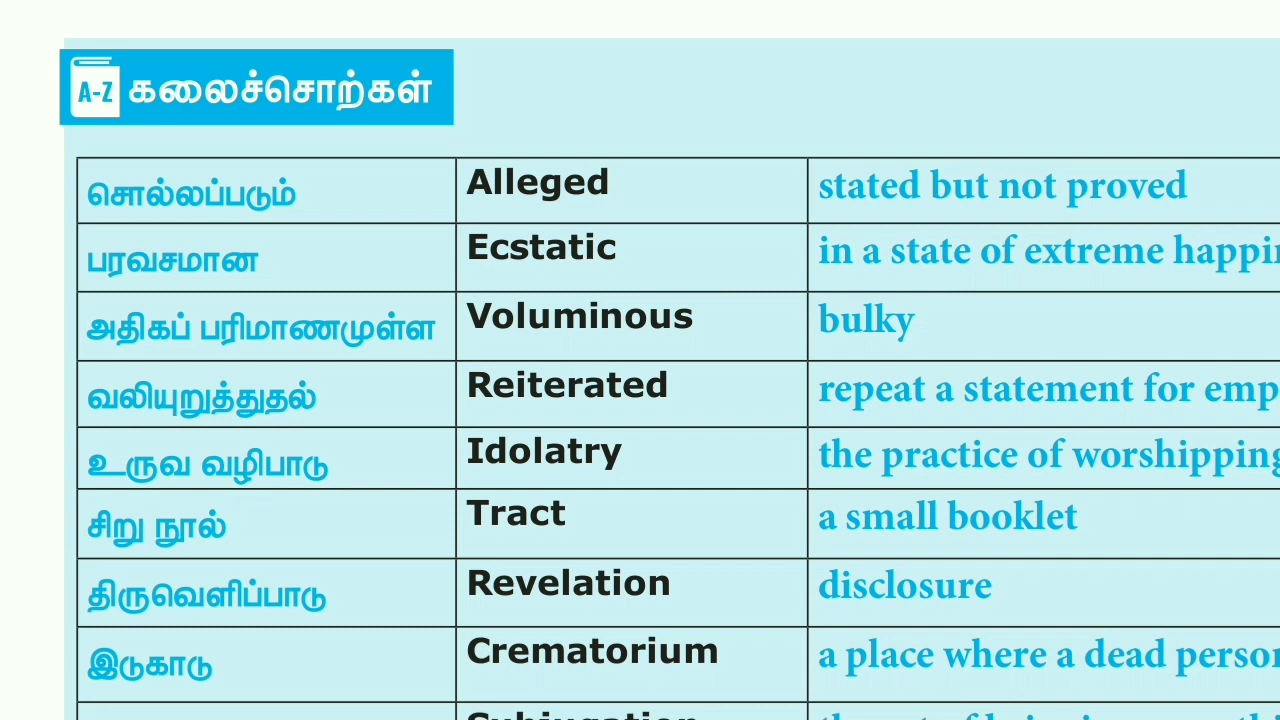 A-Z கலைச்சொற்கள்
சொல்லப்படும் Alleged stated but not proved
பரவசமான Ecstatic in a state of extreme
அதிகப் பரிமாணமுள்ள Voluminous bulky
வலியுறுத்துதல் Reiterated repeat a statement for
உருவ வழிபாடு Idolatry the practice of worshipping
சிறு நூல் Tract a small booklet
திருவெளிப்பாடு Revelation disclosure
இடுகாடு Crematorium a place where a dead person